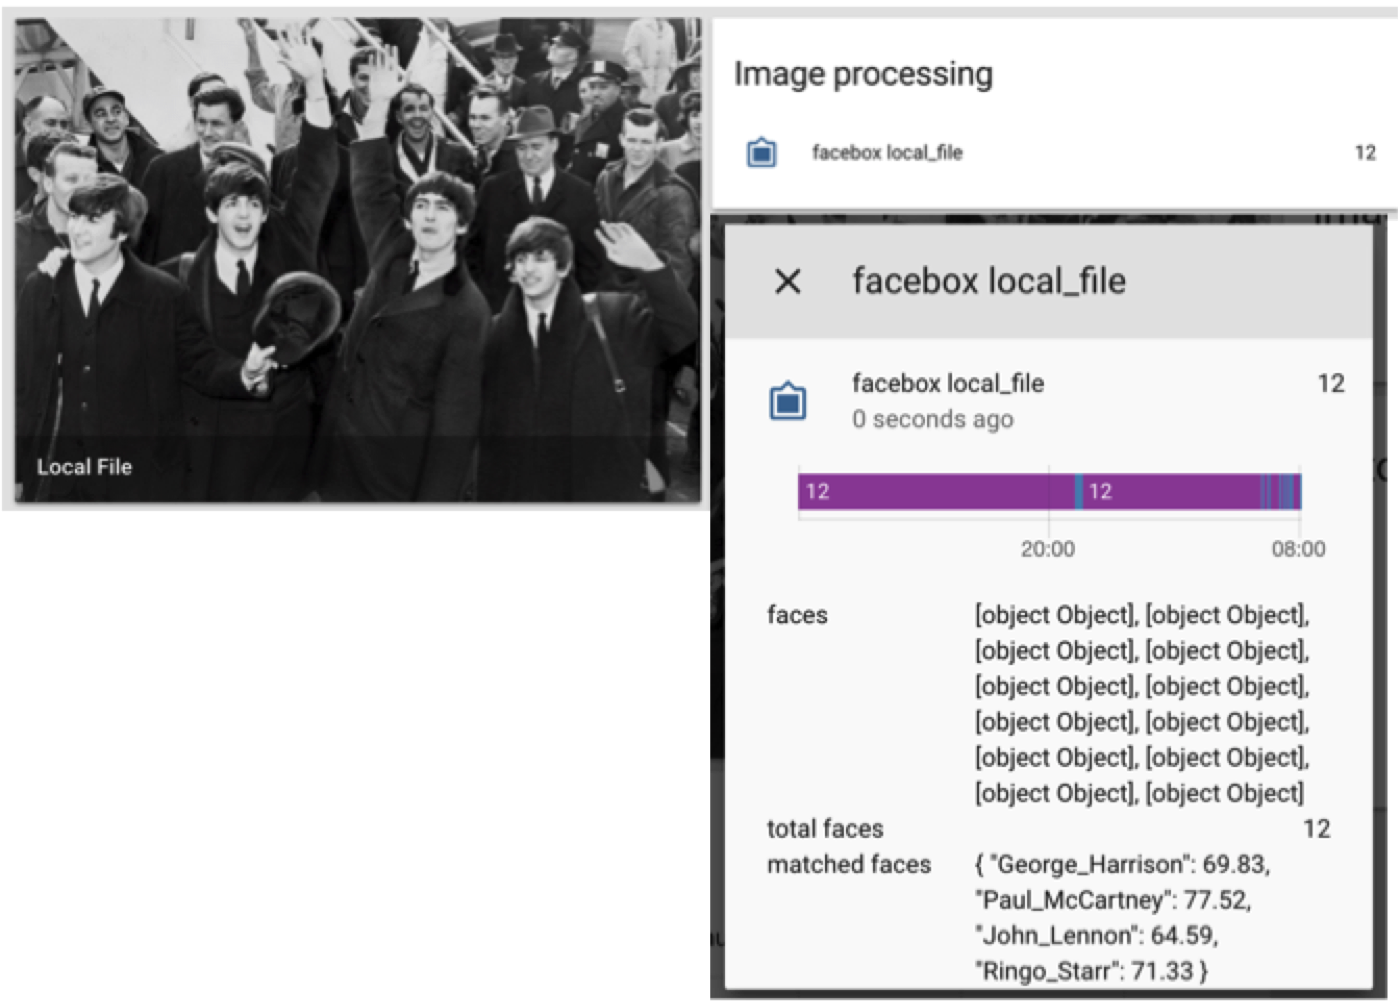 Local File
Image processing
facebox local_file 12
facebox local_file
facebox local_file 12
0 seconds ago
12 12
20:00 08:00
faces [object Object], [object Object],
[object Object], [object Object],
[object Object], [object Object],
[object Object], [object Object],
[object Object], [object Object],
[object Object], [object Object]
total faces 12
matched faces { "George_Harrison": 69.83,
"Paul_McCartney": 77.52,
"John_Lennon": 64.59,
"Ringo_Starr": 71.33 }